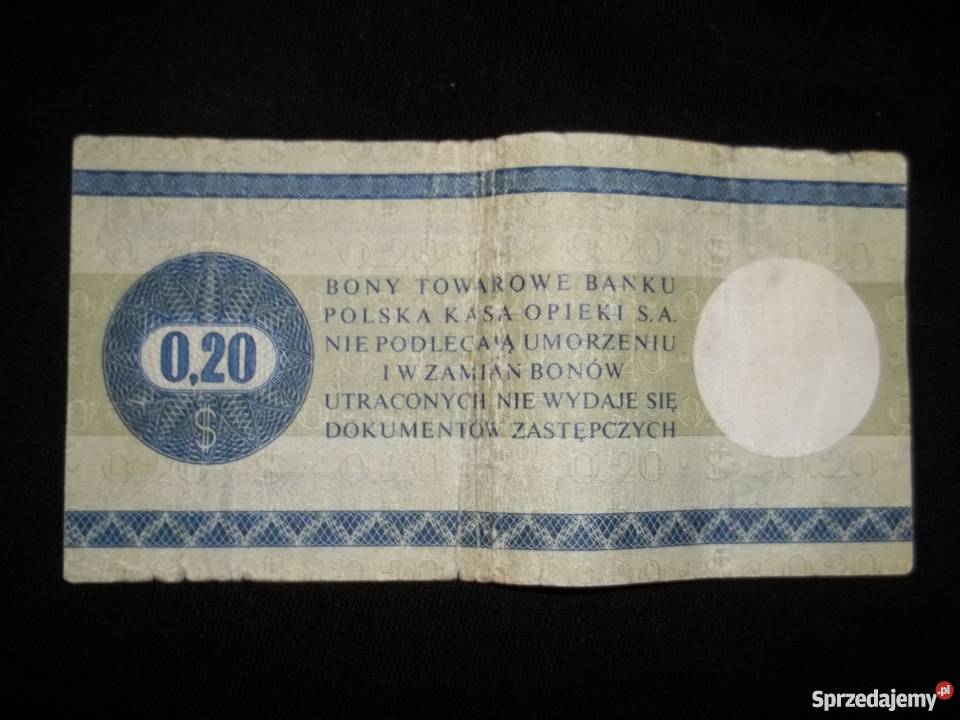 BONY TOWAROWE BANKU
POLSKA KASA OPIEKI S.A.
NIE PODLEGAJĄ UMORZENIU
I W ZAMIAN BONÓW
UTRACONYCH NIE WYDAJE SIĘ
DOKUMENTÓW ZASTĘPCZYCH
0,20
$
Sprzedajemy.pl